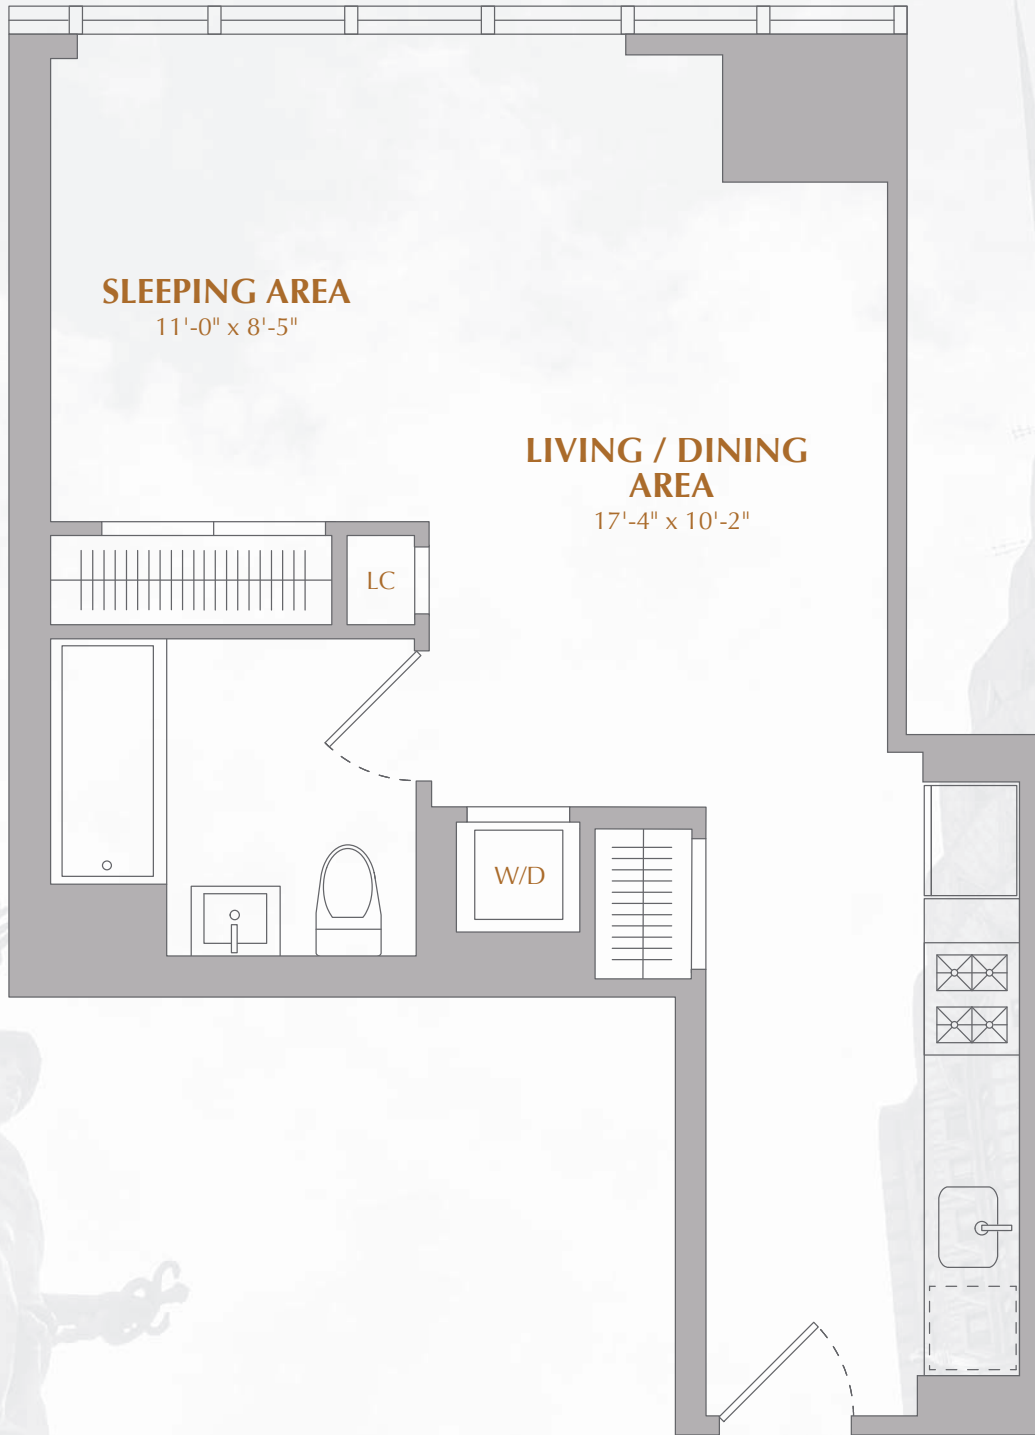 SLEEPING AREA
11'-0" x 8'-5"
LIVING / DINING
AREA
17'-4" x 10'-2"
LC
W/D